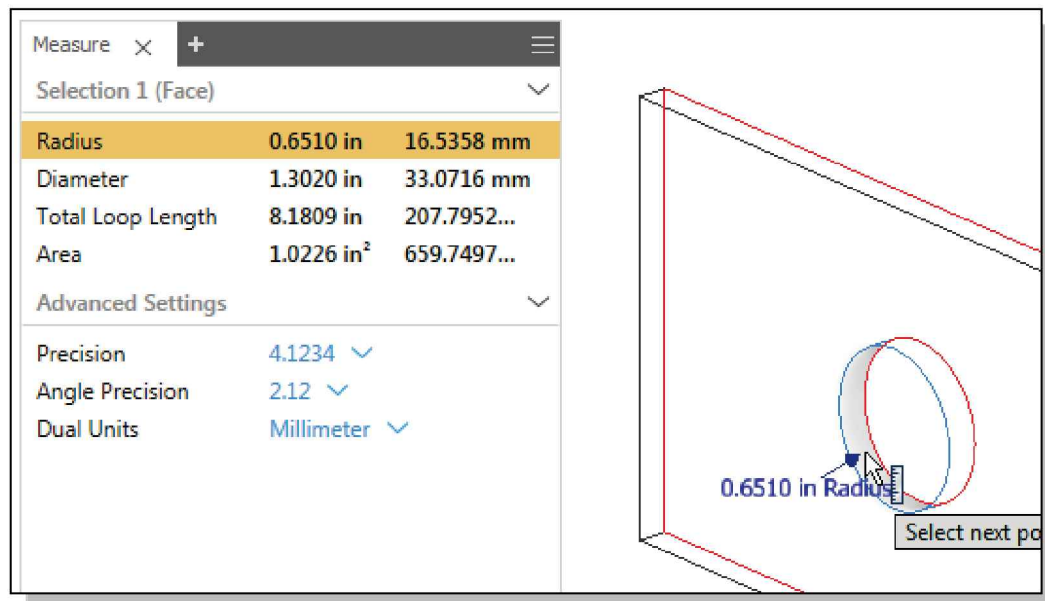 Measure
Selection 1 (Face)
Radius 0.6510 in 16.5358 mm
Diameter 1.3020 in 33.0716 mm
Total Loop Length 8.1809 in 207.7952...
Area 1.0226 in² 659.7497...
Advanced Settings
Precision 4.1234
Angle Precision 2.12
Dual Units Millimeter
0.6510 in Radius
Select next po